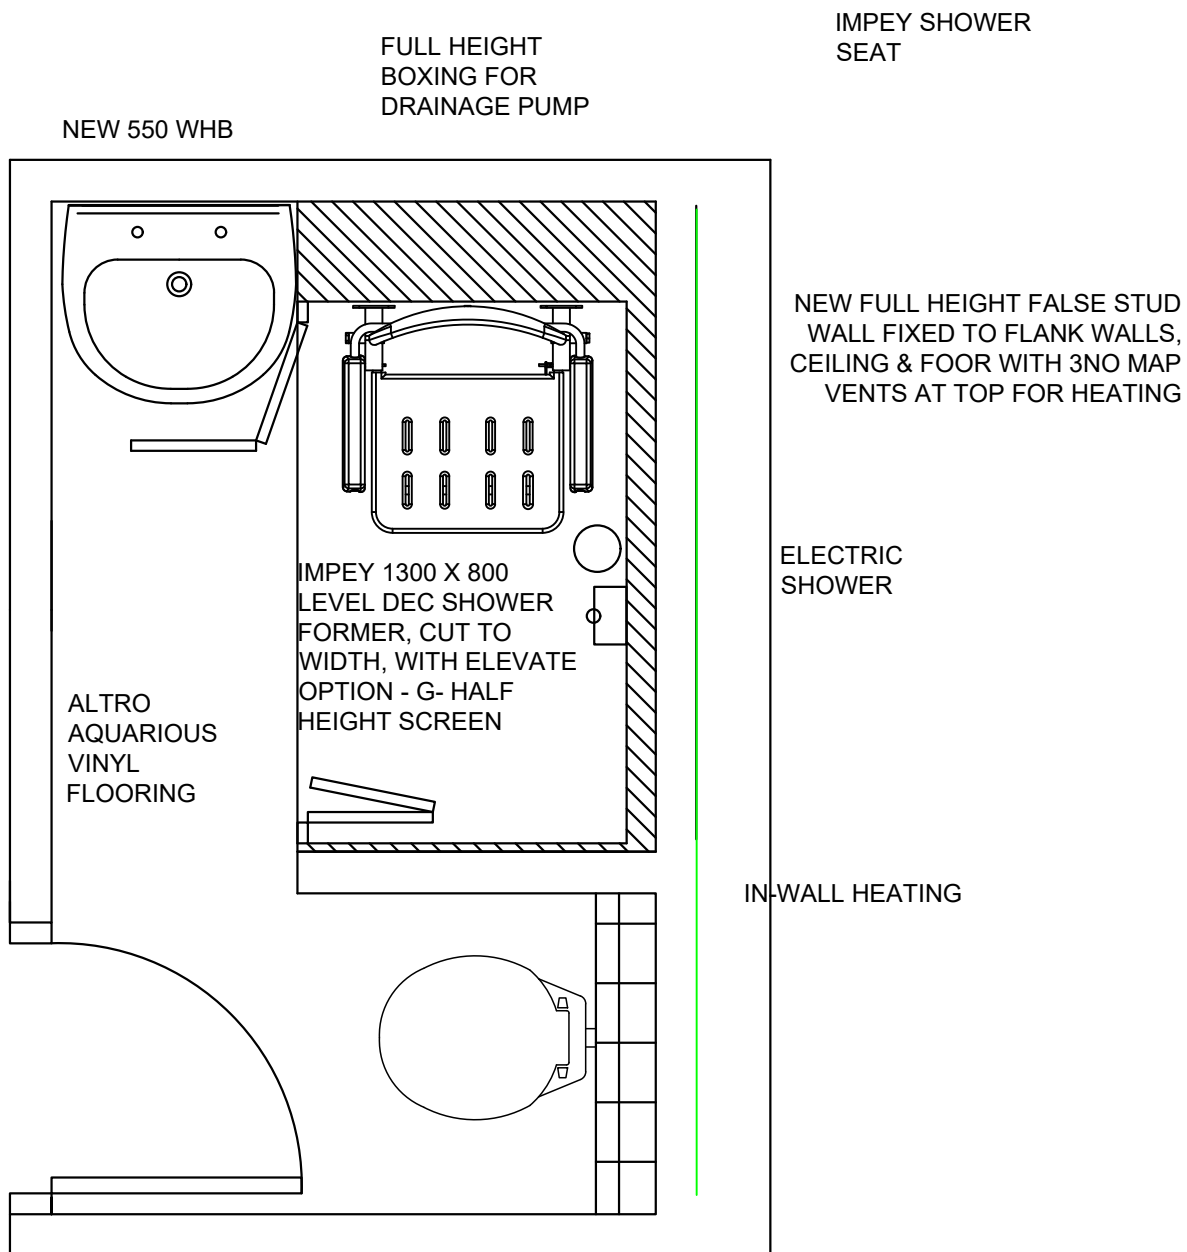 IMPEY SHOWER
SEAT
FULL HEIGHT
BOXING FOR
DRAINAGE PUMP
NEW 550 WHB
NEW FULL HEIGHT FALSE STUD
WALL FIXED TO FLANK WALLS,
CEILING & FOOR WITH 3NO MAP
VENTS AT TOP FOR HEATING
ELECTRIC
SHOWER
IMPEY 1300 X 800
LEVEL DEC SHOWER
FORMER, CUT TO
WIDTH, WITH ELEVATE
OPTION - G- HALF
HEIGHT SCREEN
ALTRO
AQUARIOUS
VINYL
FLOORING
IN-WALL HEATING